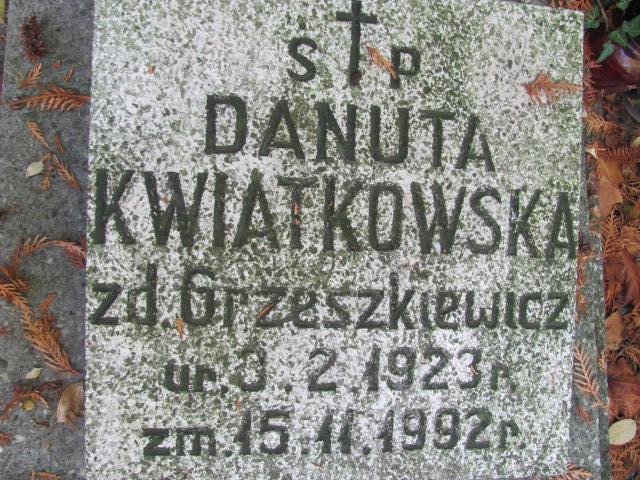 ś † p
DANUTA
KWIATKOWSKA
zd. Grzeszkiewicz
ur. 3. 2. 1923 r.
zm. 15. 11. 1992 r.